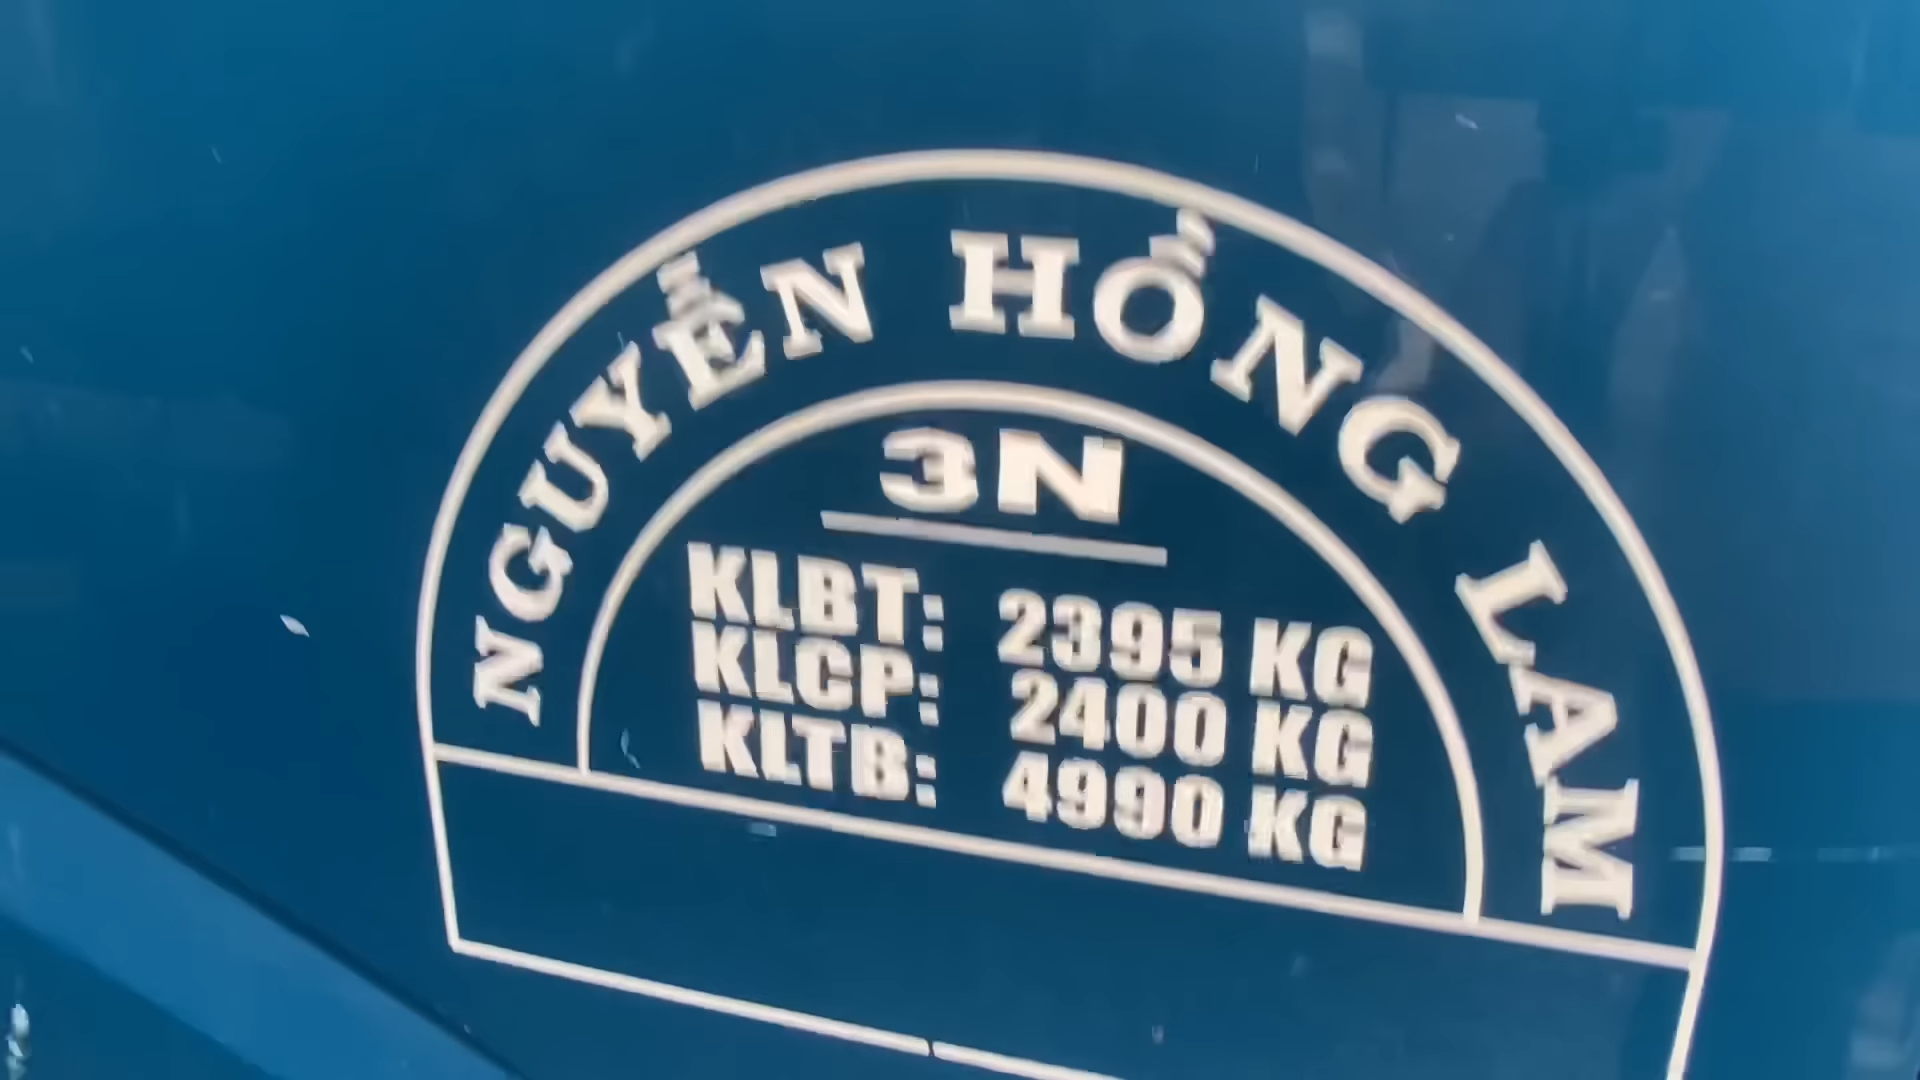 NGUYỄN HỒNG LAM
3N
KLBT: 2395 KG
KLCP: 2400 KG
KLTB: 4990 KG